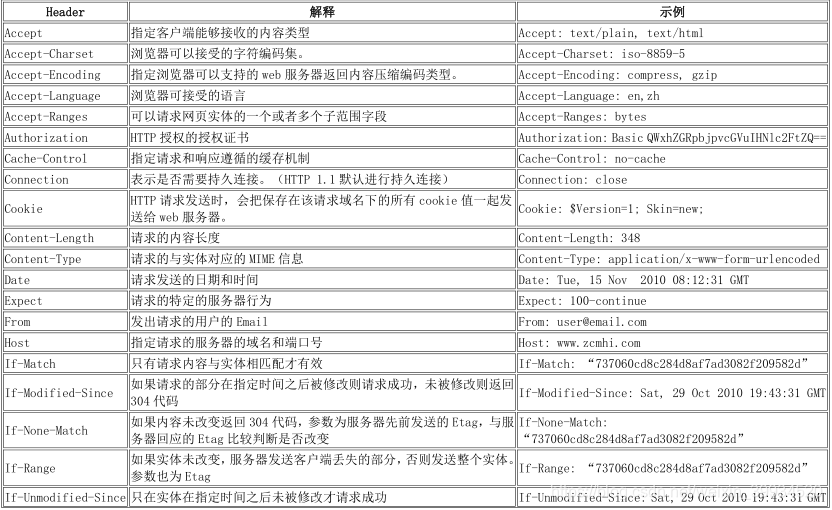 Header 解释 示例
Accept 指定客户端能够接收的内容类型 Accept: text/plain, text/html
Accept-Charset 浏览器可以接受的字符编码集。 Accept-Charset: iso-8859-5
Accept-Encoding 指定浏览器可以支持的 web 服务器返回内容压缩编码类型。 Accept-Encoding: compress, gzip
Accept-Language 浏览器可接受的语言 Accept-Language: en,zh
Accept-Ranges 可以请求网页实体的一个或者多个子范围字段 Accept-Ranges: bytes
Authorization HTTP 授权的授权证书 Authorization: Basic QWxhZGRpbjpvcGVuIHNlc2FtZQ==
Cache-Control 指定请求和响应遵循的缓存机制 Cache-Control: no-cache
Connection 表示是否需要持久连接。（HTTP 1.1 默认进行持久连接） Connection: close
Cookie HTTP 请求发送时，会把保存在该请求域名下的所有 cookie 值一起发
送给 web 服务器。 Cookie: $Version=1; Skin=new;
Content-Length 请求的内容长度 Content-Length: 348
Content-Type 请求的与实体对应的 MIME 信息 Content-Type: application/x-www-form-urlencoded
Date 请求发送的日期和时间 Date: Tue, 15 Nov 2010 08:12:31 GMT
Expect 请求的特定的服务器行为 Expect: 100-continue
From 发出请求的用户的 Email From: user@email.com
Host 指定请求的服务器的域名和端口号 Host: www.zcmhi.com
If-Match 只有请求内容与实体相匹配才有效 If-Match: “737060cd8c284d8af7ad3082f209582d”
If-Modified-Since 如果请求的部分在指定时间之后被修改则请求成功，未被修改则返回
304 代码 If-Modified-Since: Sat, 29 Oct 2010 19:43:31 GMT
If-None-Match 如果内容未改变返回 304 代码，参数为服务器先前发送的 Etag，与服 If-None-Match:
务器回应的 Etag 比较判断是否改变 “737060cd8c284d8af7ad3082f209582d”
If-Range 如果实体未改变，服务器发送客户端丢失的部分，否则发送整个实体。
参数也为 Etag If-Range: “737060cd8c284d8af7ad3082f209582d”
If-Unmodified-Since 只在实体在指定时间之后未被修改才请求成功 If-Unmodified-Since: Sat, 29 Oct 2010 19:43:31 GMT